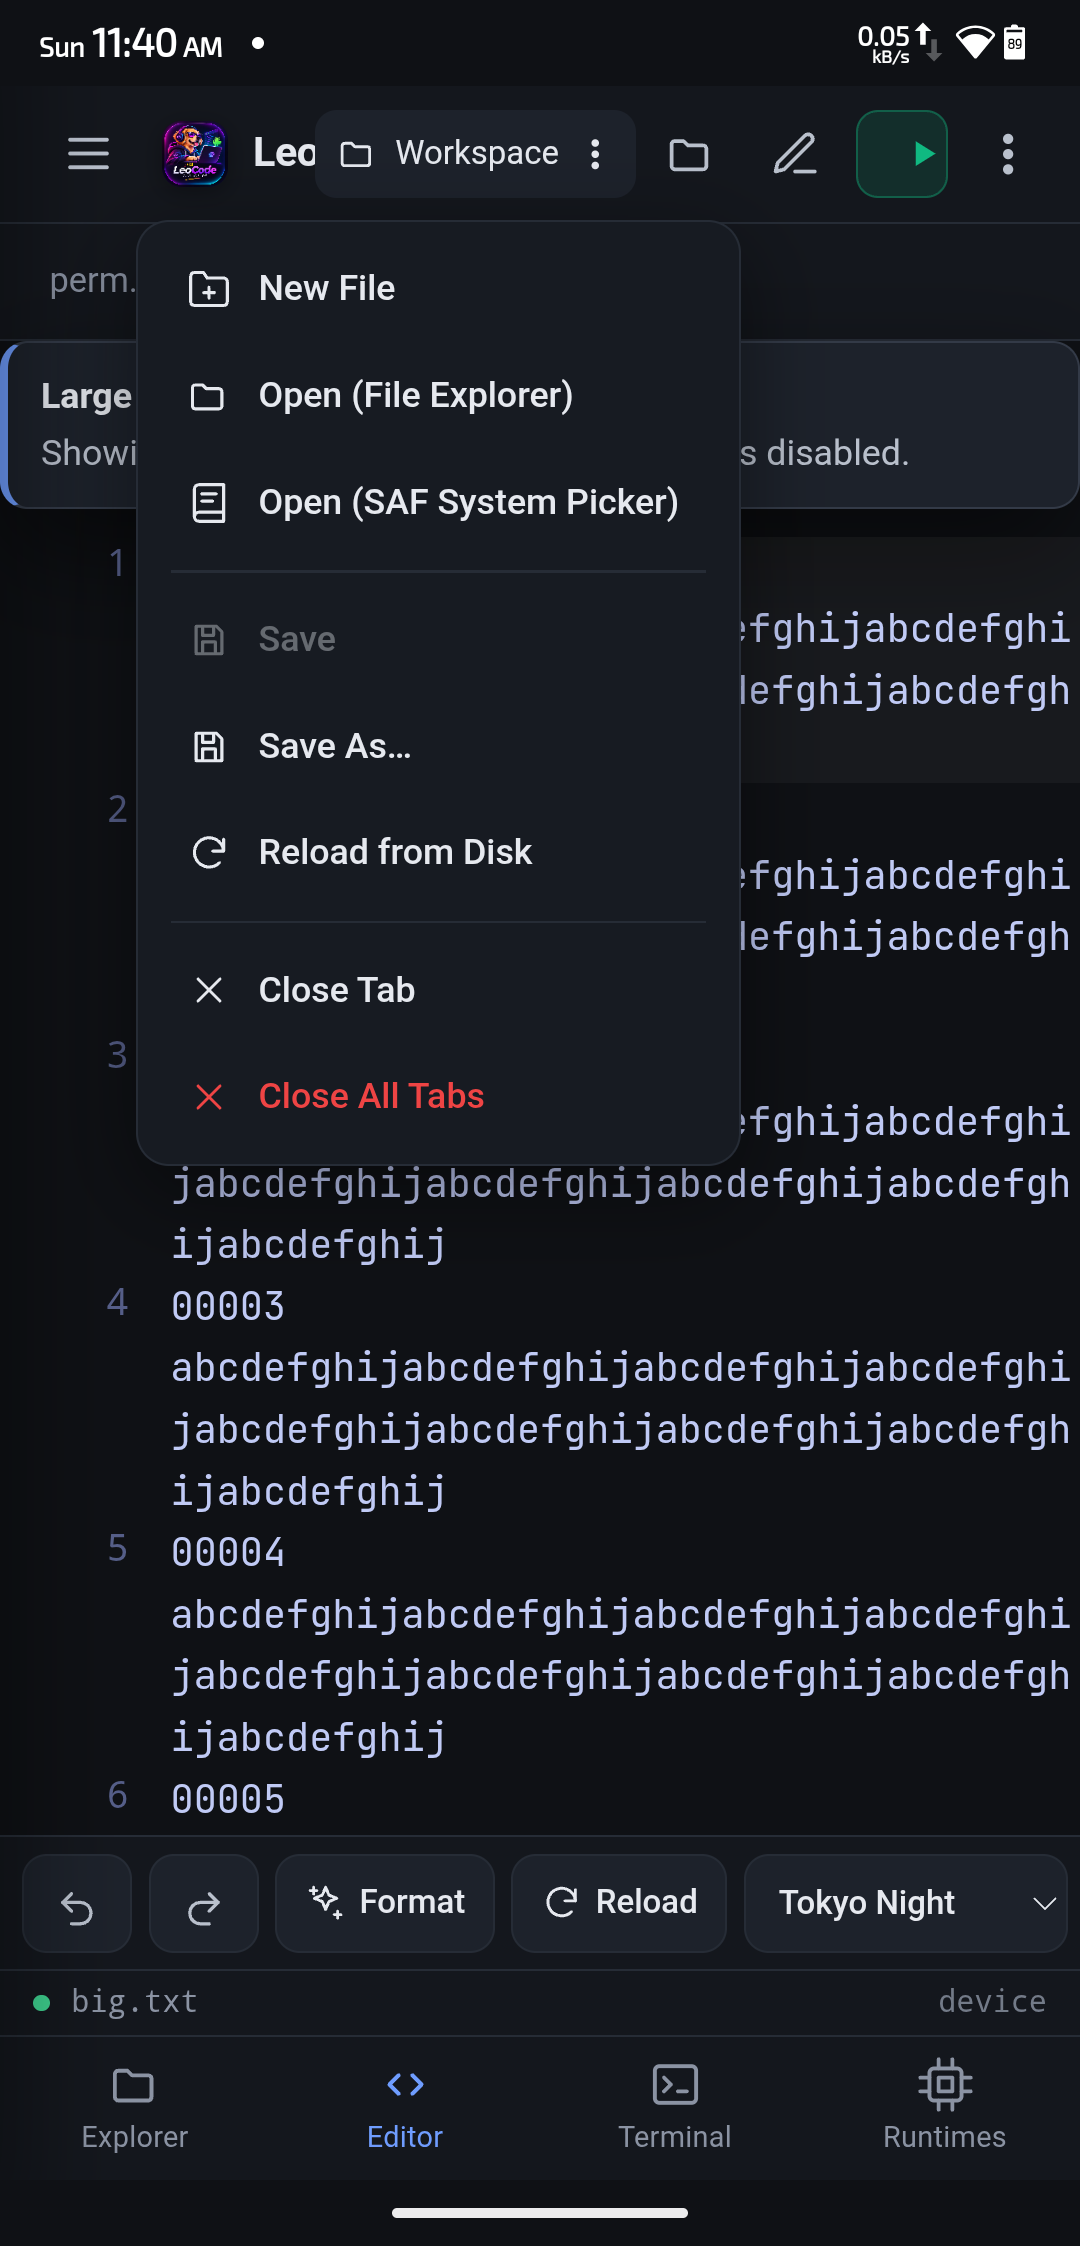 Sun 11:40 AM
0.05
kB/s
89
LeoCode
Leo
Workspace
perm.
New File
Open (File Explorer)
Open (SAF System Picker)
Save
Save As...
Reload from Disk
Close Tab
Close All Tabs
Large
Showi
s disabled.
1
efghijabcdefghi
defghijabcdefgh
2
efghijabcdefghi
defghijabcdefgh
3
efghijabcdefghi
jabcdefghijabcdefghijabcdefghijabcdefgh
ijabcdefghij
4 00003
abcdefghijabcdefghijabcdefghijabcdefghi
jabcdefghijabcdefghijabcdefghijabcdefgh
ijabcdefghij
5 00004
abcdefghijabcdefghijabcdefghijabcdefghi
jabcdefghijabcdefghijabcdefghijabcdefgh
ijabcdefghij
6 00005
Format
Reload
Tokyo Night
big.txt
device
Explorer
Editor
Terminal
Runtimes